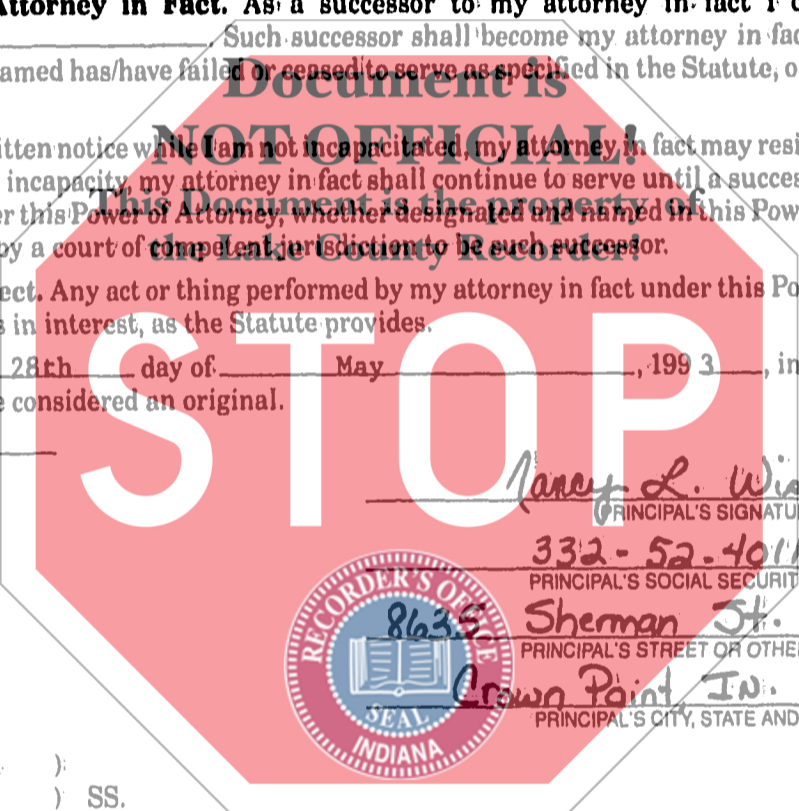 Attorney in Fact. As a successor to my attorney in fact I
Such successor shall become my attorney in fac
amed has/have failed or ceased to serve as specified in the Statute, o
Document is
NOT OFFICIAL!
This Document is the property of
the Lake County Recorder!
itten notice while I am not incapacitated, my attorney in fact may resi
incapacity, my attorney in fact shall continue to serve until a succes
er this Power of Attorney, whether designated and named in this Pow
by a court of competent jurisdiction to be such successor.
ect. Any act or thing performed by my attorney in fact under this Po
s in interest, as the Statute provides.
28th day of May, 1993, in
e considered an original.
STOP
Nancy L. Wi
PRINCIPAL'S SIGNATU
[Social Security number omitted]
PRINCIPAL'S SOCIAL SECURIT
8635 Sherman St.
PRINCIPAL'S STREET OR OTHE
Crown Point, IN.
PRINCIPAL'S CITY, STATE AND
RECORDER'S OFFICE
SEAL
INDIANA
):
) SS.